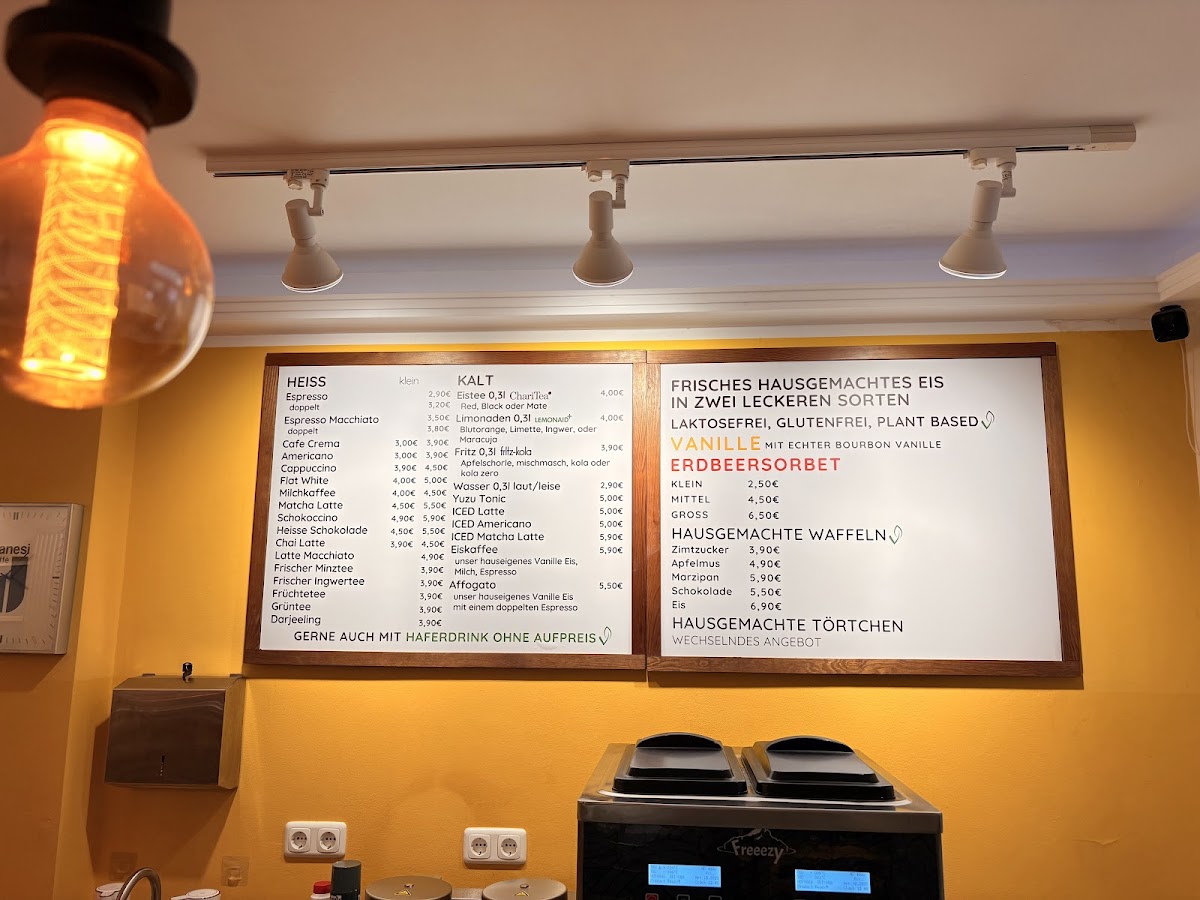 HEISS klein
Espresso 2,90€
doppelt 3,20€
Espresso Macchiato 3,50€
doppelt 3,80€
Cafe Crema 3,00€ 3,90€
Americano 3,00€ 3,90€
Cappuccino 3,90€ 4,50€
Flat White 4,00€ 5,00€
Milchkaffee 4,00€ 4,50€
Matcha Latte 4,50€ 5,50€
Schokoccino 4,90€ 5,90€
Heisse Schokolade 4,50€ 5,50€
Chai Latte 3,90€ 4,50€
Latte Macchiato 4,90€
Frischer Minztee 3,90€
Frischer Ingwertee 3,90€
Früchtetee 3,90€
Grüntee 3,90€
Darjeeling 3,90€
KALT
Eistee 0,3l ChariTea 4,00€
Red, Black oder Mate
Limonaden 0,3l LEMONAID+ 4,00€
Blutorange, Limette, Ingwer, oder
Maracuja
Fritz 0,3l fritz-kola 3,90€
Apfelschorle, mischmasch, kola oder
kola zero
Wasser 0,3l laut/leise 2,90€
Yuzu Tonic 5,00€
ICED Latte 5,00€
ICED Americano 5,00€
ICED Matcha Latte 5,90€
Eiskaffee 5,90€
unser hauseigenes Vanille Eis,
Milch, Espresso
Affogato 5,50€
unser hauseigenes Vanille Eis
mit einem doppelten Espresso
GERNE AUCH MIT HAFERDRINK OHNE AUFPREIS
FRISCHES HAUSGEMACHTES EIS
IN ZWEI LECKEREN SORTEN
LAKTOSEFREI, GLUTENFREI, PLANT BASED
VANILLE MIT ECHTER BOURBON VANILLE
ERDBEERSORBET
KLEIN 2,50€
MITTEL 4,50€
GROSS 6,50€
HAUSGEMACHTE WAFFELN
Zimtzucker 3,90€
Apfelmus 4,90€
Marzipan 5,90€
Schokolade 5,50€
Eis 6,90€
HAUSGEMACHTE TÖRTCHEN
WECHSELNDES ANGEBOT
anesi
Freeezy